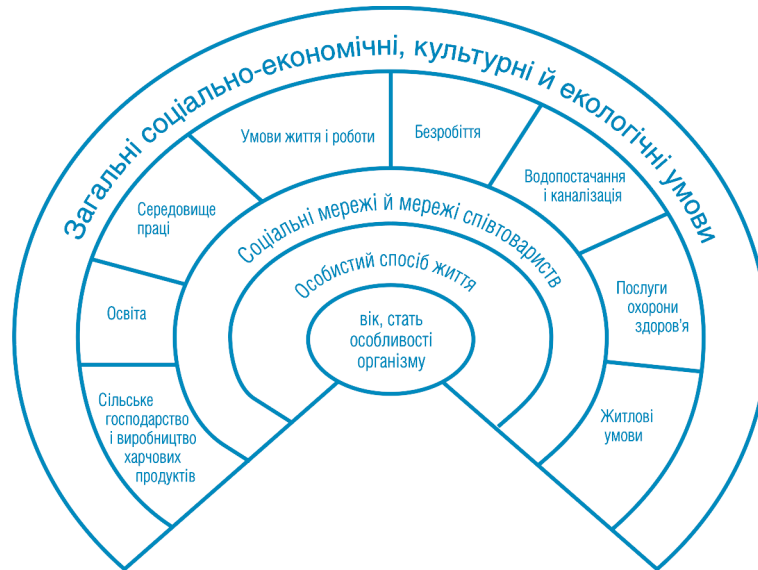 Загальні соціально-економічні, культурні й екологічні умови
Умови життя і роботи
Безробіття
Водопостачання
і каналізація
Середовище
праці
Соціальні мережі й мережі співтовариств
Особистий спосіб життя
Освіта
вік, стать
особливості
організму
Послуги
охорони
здоров'я
Сільське
господарство
і виробництво
харчових
продуктів
Житлові
умови